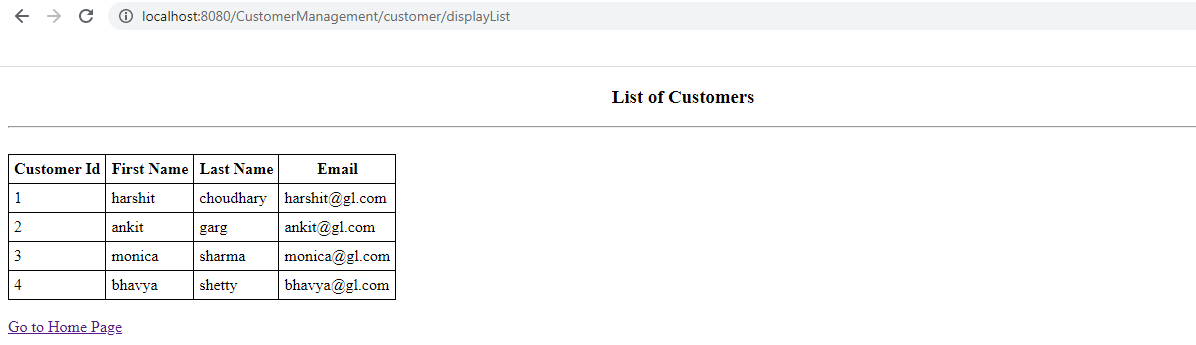 localhost:8080/CustomerManagement/customer/displayList
List of Customers
Customer Id First Name Last Name Email
1 harshit choudhary harshit@gl.com
2 ankit garg ankit@gl.com
3 monica sharma monica@gl.com
4 bhavya shetty bhavya@gl.com
Go to Home Page